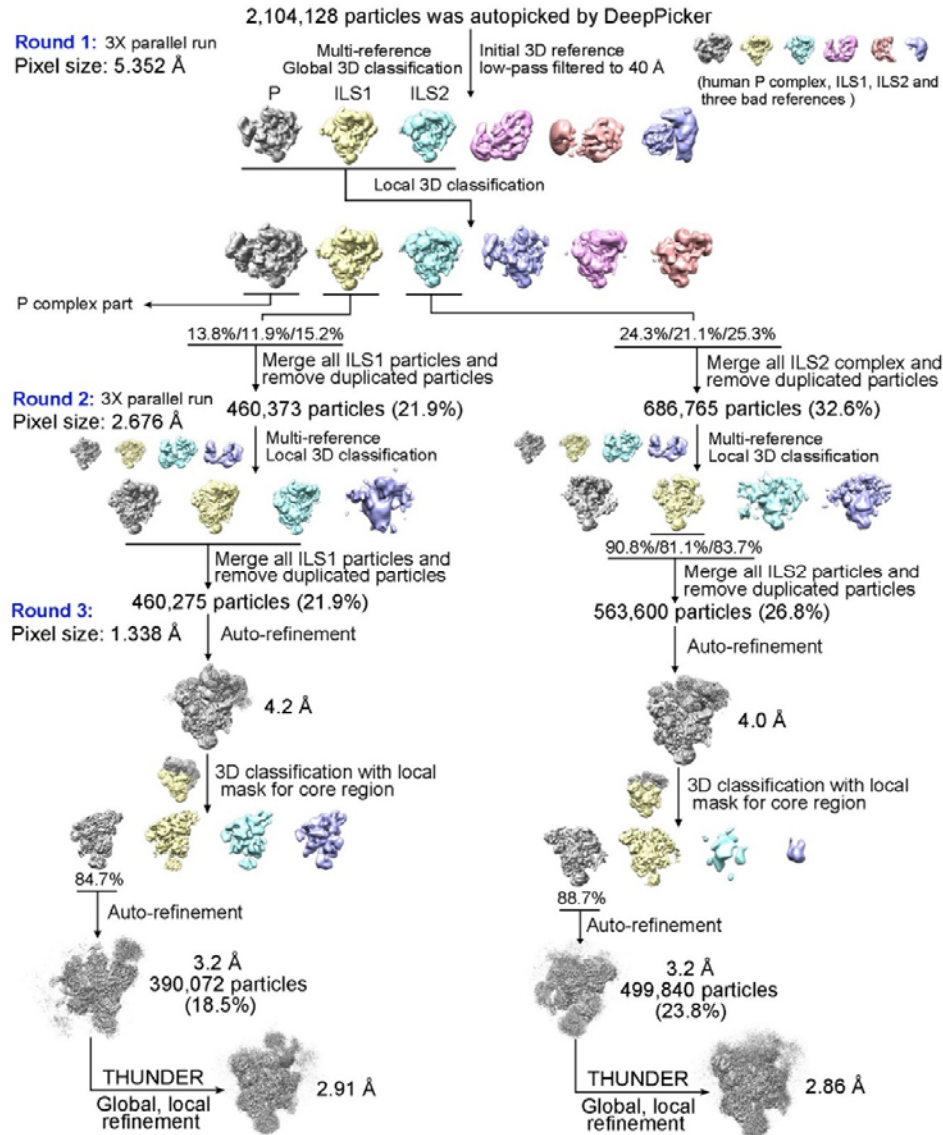 2,104,128 particles was autopicked by DeepPicker
Round 1: 3X parallel run
Pixel size: 5.352 Å
Multi-reference
Global 3D classification
Initial 3D reference
low-pass filtered to 40 Å
(human P complex, ILS1, ILS2 and
three bad references )
P ILS1 ILS2
Local 3D classification
P complex part
13.8%/11.9%/15.2%
24.3%/21.1%/25.3%
Merge all ILS1 particles and
remove duplicated particles
Merge all ILS2 complex and
remove duplicated particles
Round 2: 3X parallel run
Pixel size: 2.676 Å
460,373 particles (21.9%)
686,765 particles (32.6%)
Multi-reference
Local 3D classification
Multi-reference
Local 3D classification
90.8%/81.1%/83.7%
Merge all ILS1 particles and
remove duplicated particles
Merge all ILS2 particles and
remove duplicated particles
460,275 particles (21.9%)
563,600 particles (26.8%)
Round 3:
Pixel size: 1.338 Å
Auto-refinement
Auto-refinement
4.2 Å
4.0 Å
3D classification with local
mask for core region
3D classification with local
mask for core region
84.7%
88.7%
Auto-refinement
Auto-refinement
3.2 Å
390,072 particles
(18.5%)
3.2 Å
499,840 particles
(23.8%)
THUNDER
Global, local
refinement
2.91 Å
THUNDER
Global, local
refinement
2.86 Å